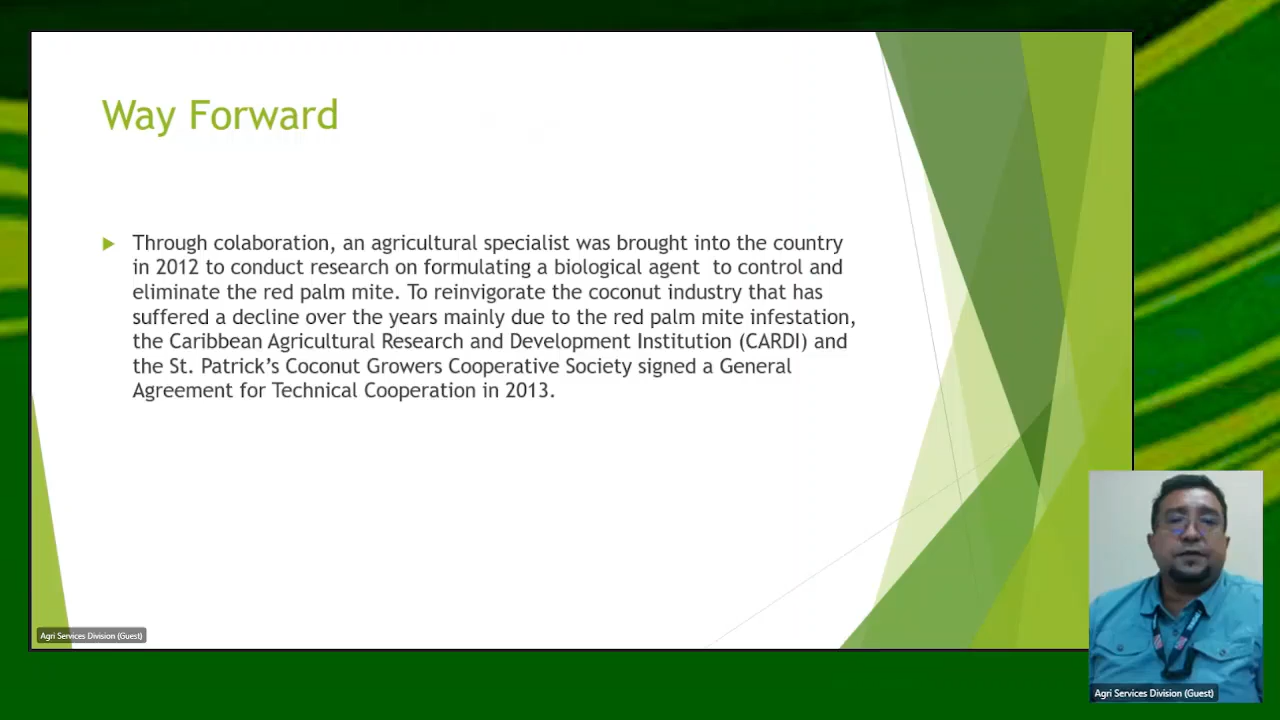 Way Forward
Through colaboration, an agricultural specialist was brought into the country
in 2012 to conduct research on formulating a biological agent  to control and
eliminate the red palm mite. To reinvigorate the coconut industry that has
suffered a decline over the years mainly due to the red palm mite infestation,
the Caribbean Agricultural Research and Development Institution (CARDI) and
the St. Patrick’s Coconut Growers Cooperative Society signed a General
Agreement for Technical Cooperation in 2013.
Agri Services Division (Guest)
Agri Services Division (Guest)